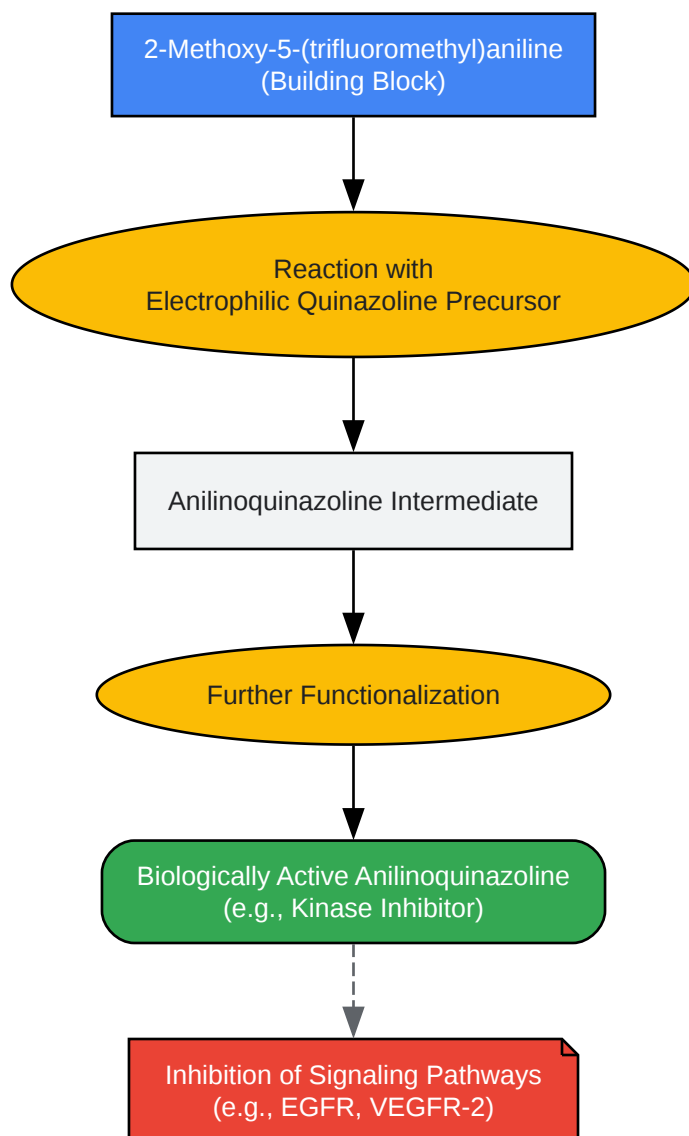 2-Methoxy-5-(trifluoromethyl)aniline
(Building Block)
Reaction with
Electrophilic Quinazoline Precursor
Anilinoquinazoline Intermediate
Further Functionalization
Biologically Active Anilinoquinazoline
(e.g., Kinase Inhibitor)
Inhibition of Signaling Pathways
(e.g., EGFR, VEGFR-2)